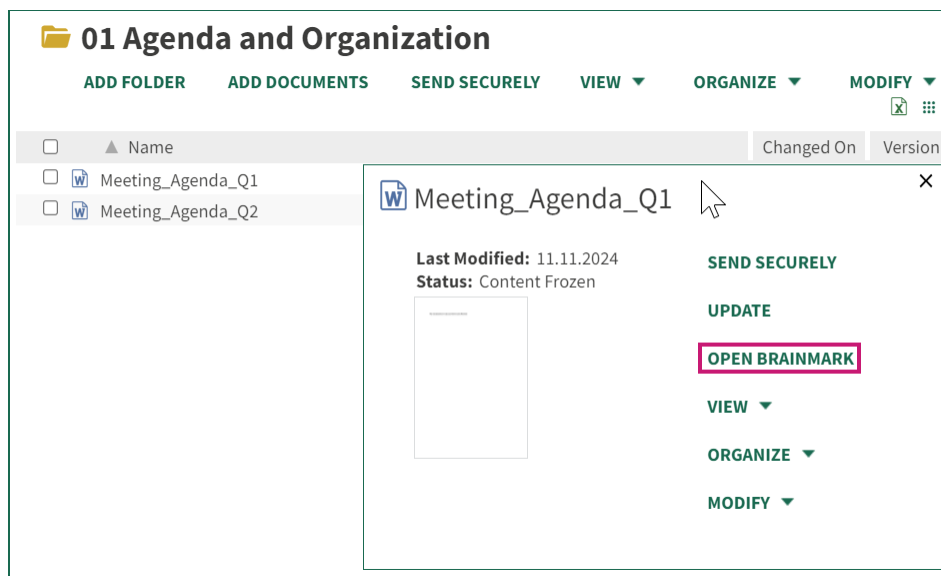 01 Agenda and Organization
ADD FOLDER ADD DOCUMENTS SEND SECURELY VIEW ORGANIZE MODIFY
Name Changed On Version
Meeting_Agenda_Q1
Meeting_Agenda_Q2
Meeting_Agenda_Q1
Last Modified: 11.11.2024
Status: Content Frozen
SEND SECURELY
UPDATE
OPEN BRAINMARK
VIEW
ORGANIZE
MODIFY